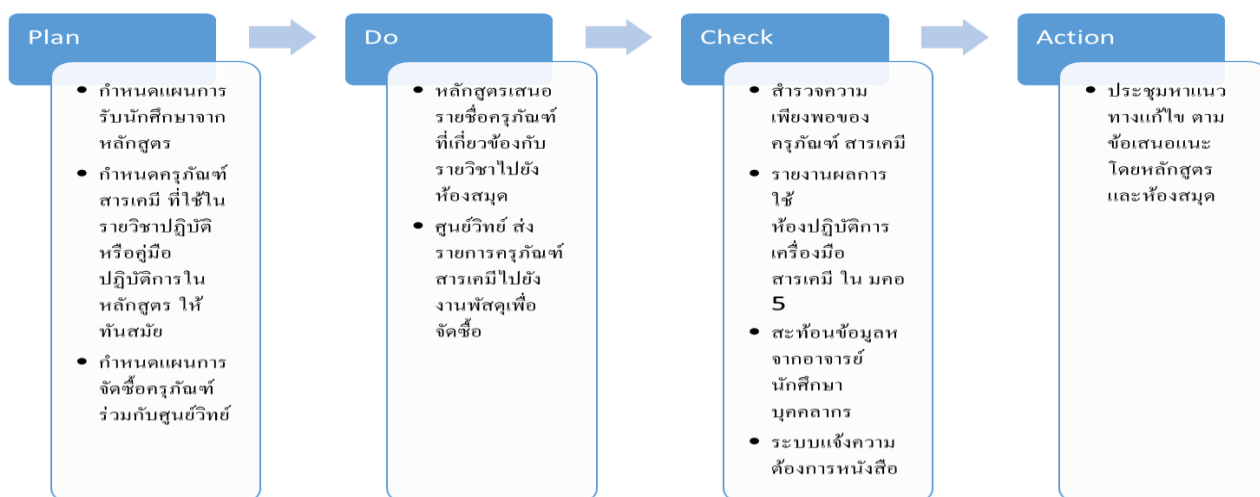 Plan
• กำหนดแผนการ
รับนักศึกษาจาก
หลักสูตร
• กำหนดครุภัณฑ์
สารเคมี ที่ใช้ใน
รายวิชาปฏิบัติ
หรือคู่มือ
ปฏิบัติการใน
หลักสูตร ให้
ทันสมัย
• กำหนดแผนการ
จัดซื้อครุภัณฑ์
ร่วมกับศูนย์วิทย์
Do
• หลักสูตรเสนอ
รายชื่อครุภัณฑ์
ที่เกี่ยวข้องกับ
รายวิชาไปยัง
ห้องสมุด
• ศูนย์วิทย์ ส่ง
รายการครุภัณฑ์
สารเคมีไปยัง
งานพัสดุเพื่อ
จัดซื้อ
Check
• สำรวจความ
เพียงพอของ
ครุภัณฑ์ สารเคมี
• รายงานผลการ
ใช้
ห้องปฏิบัติการ
เครื่องมือ
สารเคมี ใน มคอ
5
• สะท้อนข้อมูลห
จากอาจารย์
นักศึกษา
บุคคลากร
• ระบบแจ้งความ
ต้องการหนังสือ
Action
• ประชุมหาแนว
ทางแก้ไข ตาม
ข้อเสนอแนะ
โดยหลักสูตร
และห้องสมุด